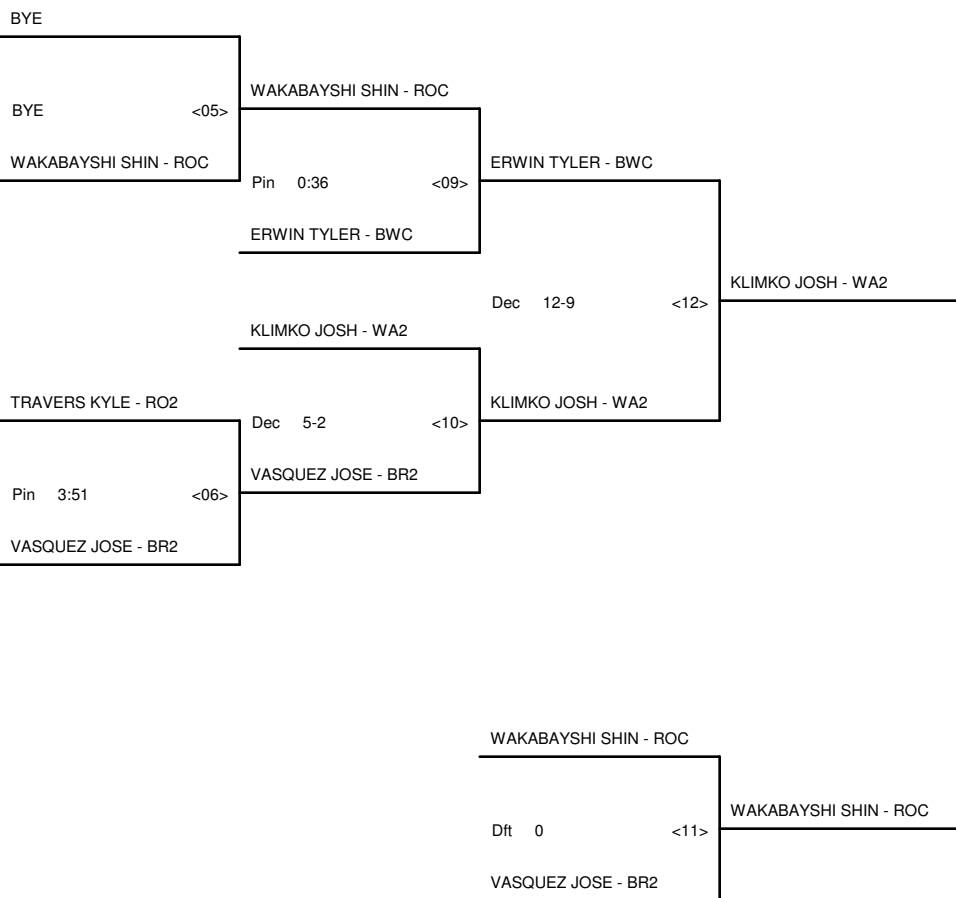 BYE
BYE <05>
WAKABAYSHI SHIN - ROC
WAKABAYSHI SHIN - ROC
Pin 0:36 <09>
ERWIN TYLER - BWC
ERWIN TYLER - BWC
Dec 12-9 <12>
KLIMKO JOSH - WA2
KLIMKO JOSH - WA2
TRAVERS KYLE - RO2
Pin 3:51 <06>
VASQUEZ JOSE - BR2
Dec 5-2 <10>
VASQUEZ JOSE - BR2
KLIMKO JOSH - WA2
WAKABAYSHI SHIN - ROC
Dft 0 <11>
VASQUEZ JOSE - BR2
WAKABAYSHI SHIN - ROC